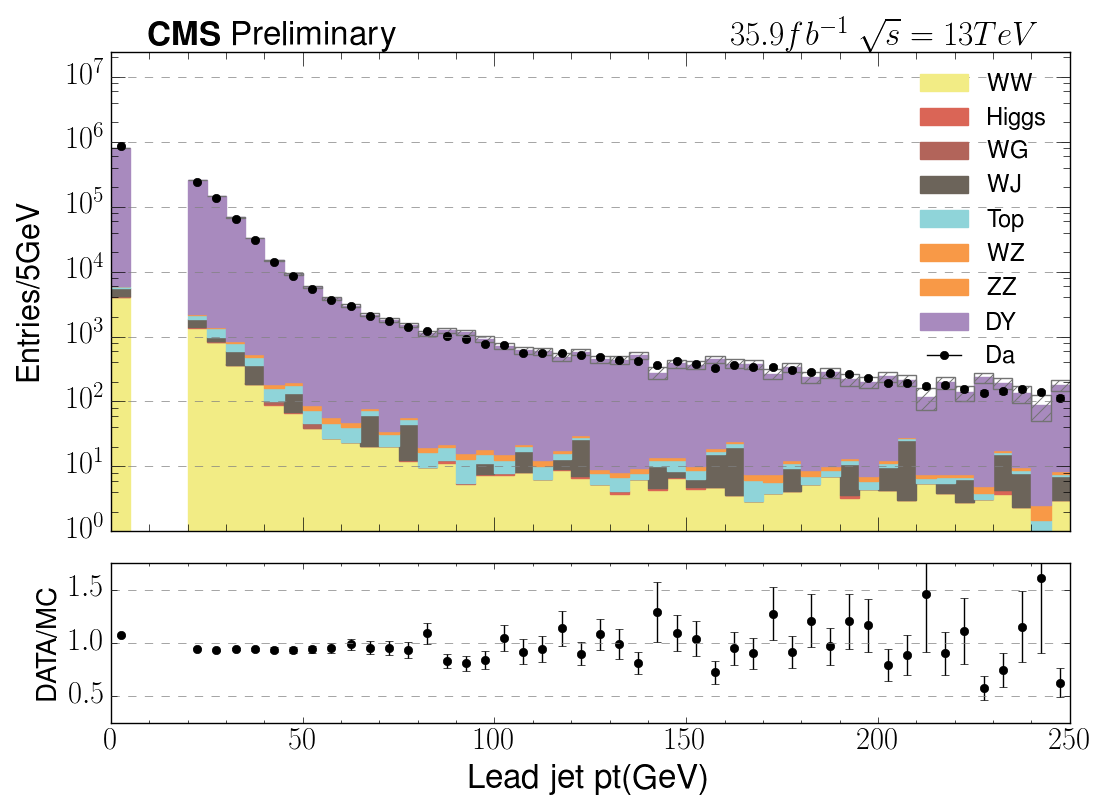 CMS Preliminary 35.9fb⁻¹ √s = 13TeV
10⁷
10⁶
10⁵
10⁴
10³
10²
10¹
10⁰
Entries/5GeV
WW
Higgs
WG
WJ
Top
WZ
ZZ
DY
Da
1.5
1.0
0.5
DATA/MC
0 50 100 150 200 250
Lead jet pt(GeV)